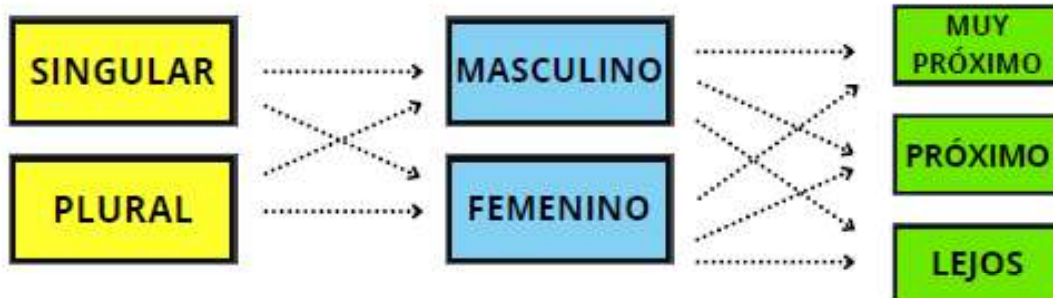 SINGULAR
PLURAL
MASCULINO
FEMENINO
MUY
PRÓXIMO
PRÓXIMO
LEJOS